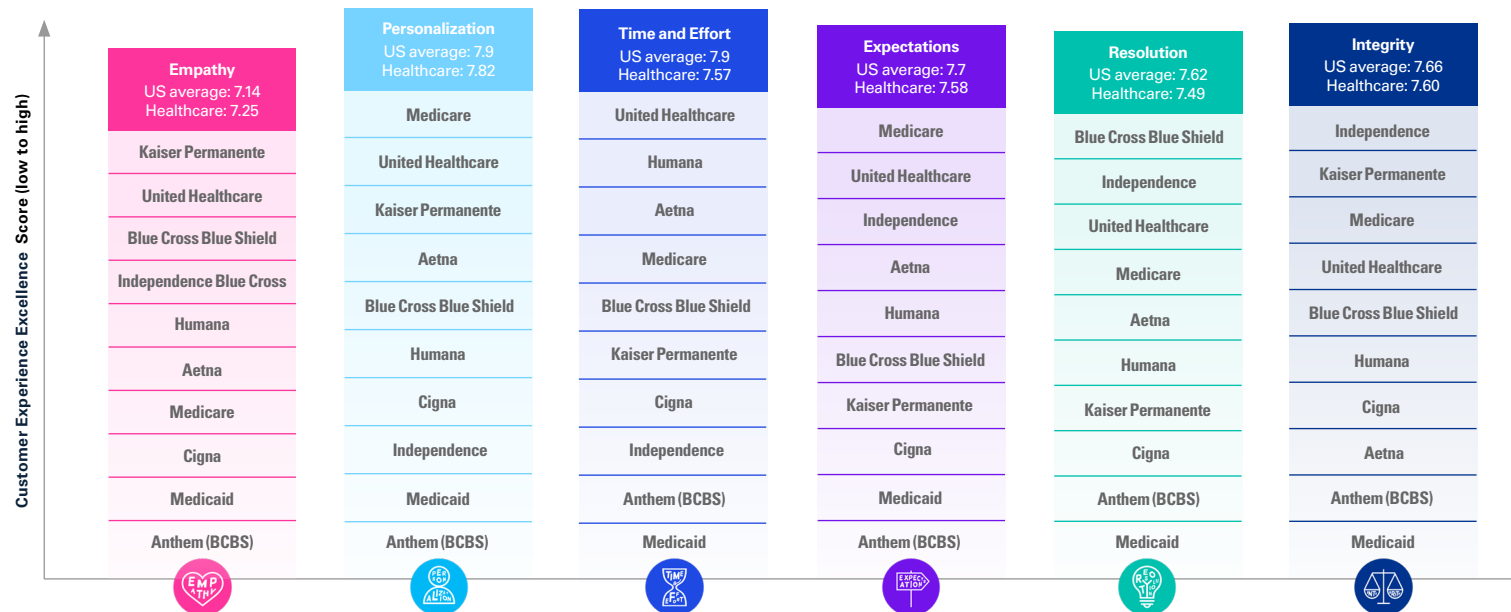 Customer Experience Excellence Score (low to high)
Empathy
US average: 7.14
Healthcare: 7.25
Kaiser Permanente
United Healthcare
Blue Cross Blue Shield
Independence Blue Cross
Humana
Aetna
Medicare
Cigna
Medicaid
Anthem (BCBS)
EMP
ATHY
Personalization
US average: 7.9
Healthcare: 7.82
Medicare
United Healthcare
Kaiser Permanente
Aetna
Blue Cross Blue Shield
Humana
Cigna
Independence
Medicaid
Anthem (BCBS)
Time and Effort
US average: 7.9
Healthcare: 7.57
United Healthcare
Humana
Aetna
Medicare
Blue Cross Blue Shield
Kaiser Permanente
Cigna
Independence
Anthem (BCBS)
Medicaid
TIME
Expectations
US average: 7.7
Healthcare: 7.58
Medicare
United Healthcare
Independence
Aetna
Humana
Blue Cross Blue Shield
Kaiser Permanente
Cigna
Medicaid
Anthem (BCBS)
EXPECT
ATION
Resolution
US average: 7.62
Healthcare: 7.49
Blue Cross Blue Shield
Independence
United Healthcare
Medicare
Aetna
Humana
Kaiser Permanente
Cigna
Anthem (BCBS)
Medicaid
Integrity
US average: 7.66
Healthcare: 7.60
Independence
Kaiser Permanente
Medicare
United Healthcare
Blue Cross Blue Shield
Humana
Cigna
Aetna
Anthem (BCBS)
Medicaid